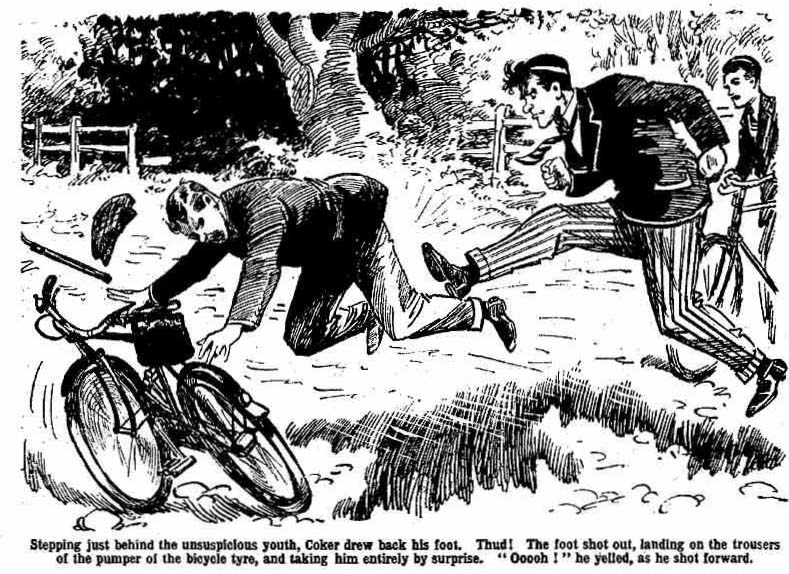 Stepping just behind the unsuspicious youth, Coker drew back his foot. Thud! The foot shot out, landing on the trousers
of the pumper of the bicycle tyre, and taking him entirely by surprise. "Ooooh!" he yelled, as he shot forward.